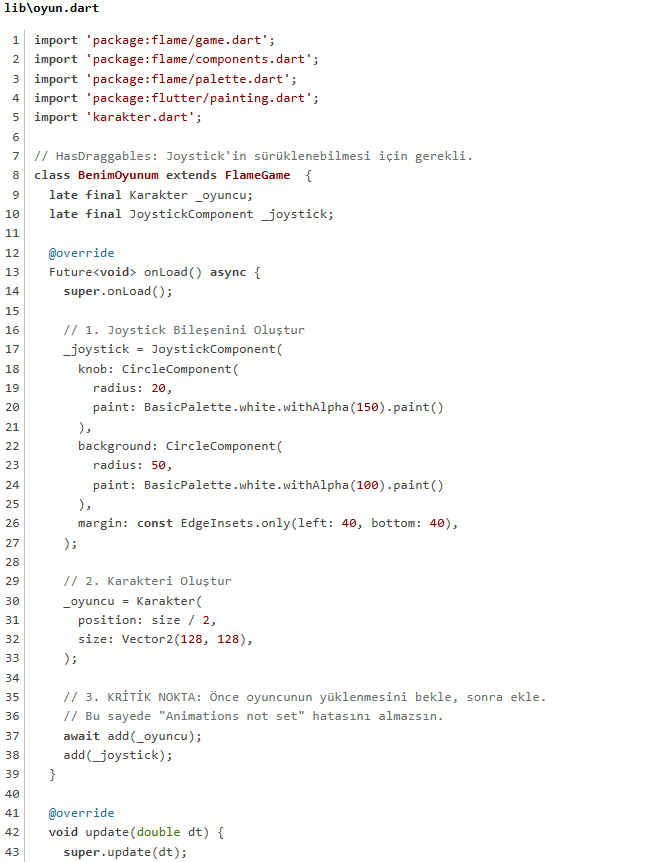 lib\oyun.dart
1 import 'package:flame/game.dart';
2 import 'package:flame/components.dart';
3 import 'package:flame/palette.dart';
4 import 'package:flutter/painting.dart';
5 import 'karakter.dart';
6
7 // HasDraggables: Joystick'in sürüklenebilmesi için gerekli.
8 class BenimOyunum extends FlameGame  {
9   late final Karakter _oyuncu;
10   late final JoystickComponent _joystick;
11
12   @override
13   Future<void> onLoad() async {
14     super.onLoad();
15
16     // 1. Joystick Bileşenini Oluştur
17     _joystick = JoystickComponent(
18       knob: CircleComponent(
19         radius: 20,
20         paint: BasicPalette.white.withAlpha(150).paint()
21       ),
22       background: CircleComponent(
23         radius: 50,
24         paint: BasicPalette.white.withAlpha(100).paint()
25       ),
26       margin: const EdgeInsets.only(left: 40, bottom: 40),
27     );
28
29     // 2. Karakteri Oluştur
30     _oyuncu = Karakter(
31       position: size / 2,
32       size: Vector2(128, 128),
33     );
34
35     // 3. KRİTİK NOKTA: Önce oyuncunun yüklenmesini bekle, sonra ekle.
36     // Bu sayede "Animations not set" hatasını almazsın.
37     await add(_oyuncu);
38     add(_joystick);
39   }
40
41   @override
42   void update(double dt) {
43     super.update(dt);